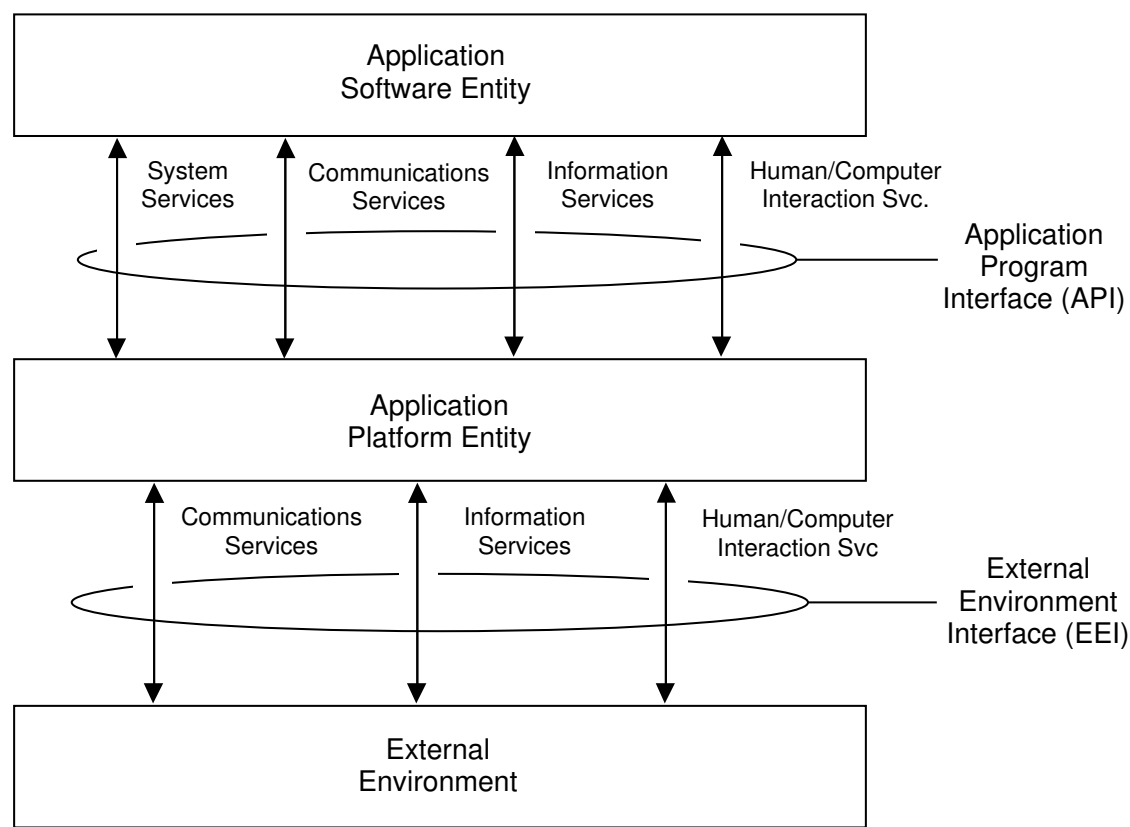 Application
Software Entity
System
Services
Communications
Services
Information
Services
Human/Computer
Interaction Svc.
Application
Program
Interface (API)
Application
Platform Entity
Communications
Services
Information
Services
Human/Computer
Interaction Svc
External
Environment
Interface (EEI)
External
Environment